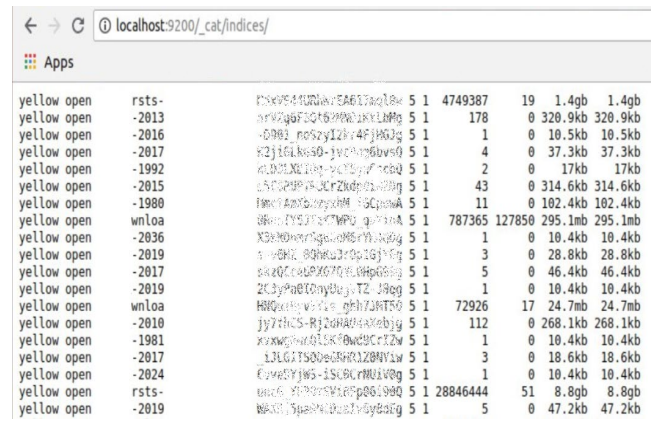 localhost:9200/_cat/indices/
Apps
yellow open rsts- 5 1 4749387 19 1.4gb 1.4gb
yellow open -2013 5 1 178 0 320.9kb 320.9kb
yellow open -2016 5 1 1 0 10.5kb 10.5kb
yellow open -2017 5 1 4 0 37.3kb 37.3kb
yellow open -1992 5 1 2 0 17kb 17kb
yellow open -2015 5 1 43 0 314.6kb 314.6kb
yellow open -1980 5 1 11 0 102.4kb 102.4kb
yellow open wnloa 5 1 787365 127850 295.1mb 295.1mb
yellow open -2036 5 1 1 0 10.4kb 10.4kb
yellow open -2019 5 1 3 0 28.8kb 28.8kb
yellow open -2017 5 1 5 0 46.4kb 46.4kb
yellow open -2019 5 1 1 0 10.4kb 10.4kb
yellow open wnloa 5 1 72926 17 24.7mb 24.7mb
yellow open -2010 5 1 112 0 268.1kb 268.1kb
yellow open -1981 5 1 1 0 10.4kb 10.4kb
yellow open -2017 5 1 3 0 18.6kb 18.6kb
yellow open -2024 5 1 1 0 10.4kb 10.4kb
yellow open rsts- 5 1 28846444 51 8.8gb 8.8gb
yellow open -2019 5 1 5 0 47.2kb 47.2kb